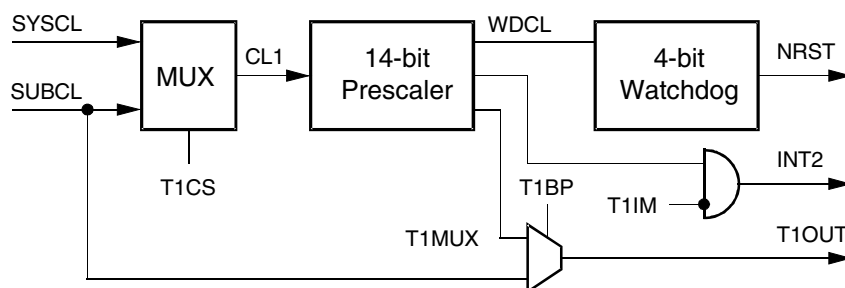 SYSCL
SUBCL
MUX
T1CS
CL1
14-bit
Prescaler
WDCL
4-bit
Watchdog
NRST
INT2
T1IM
T1BP
T1MUX
T1OUT